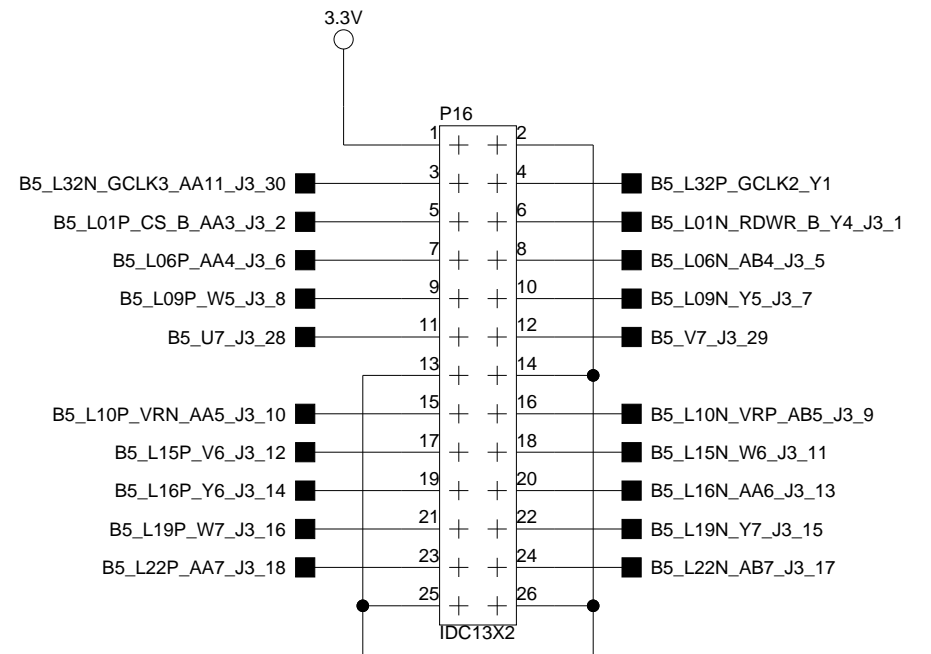 3.3V
P16
1 2
B5_L32N_GCLK3_AA11_J3_30 3 4 B5_L32P_GCLK2_Y1
B5_L01P_CS_B_AA3_J3_2 5 6 B5_L01N_RDWR_B_Y4_J3_1
B5_L06P_AA4_J3_6 7 8 B5_L06N_AB4_J3_5
B5_L09P_W5_J3_8 9 10 B5_L09N_Y5_J3_7
B5_U7_J3_28 11 12 B5_V7_J3_29
13 14
B5_L10P_VRN_AA5_J3_10 15 16 B5_L10N_VRP_AB5_J3_9
B5_L15P_V6_J3_12 17 18 B5_L15N_W6_J3_11
B5_L16P_Y6_J3_14 19 20 B5_L16N_AA6_J3_13
B5_L19P_W7_J3_16 21 22 B5_L19N_Y7_J3_15
B5_L22P_AA7_J3_18 23 24 B5_L22N_AB7_J3_17
25 26
IDC13X2